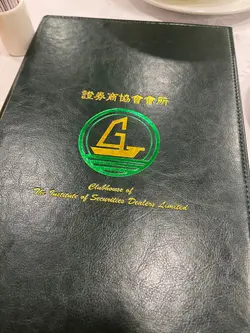 證券商協會會所
Clubhouse of
The Institute of Securities Dealers Limited